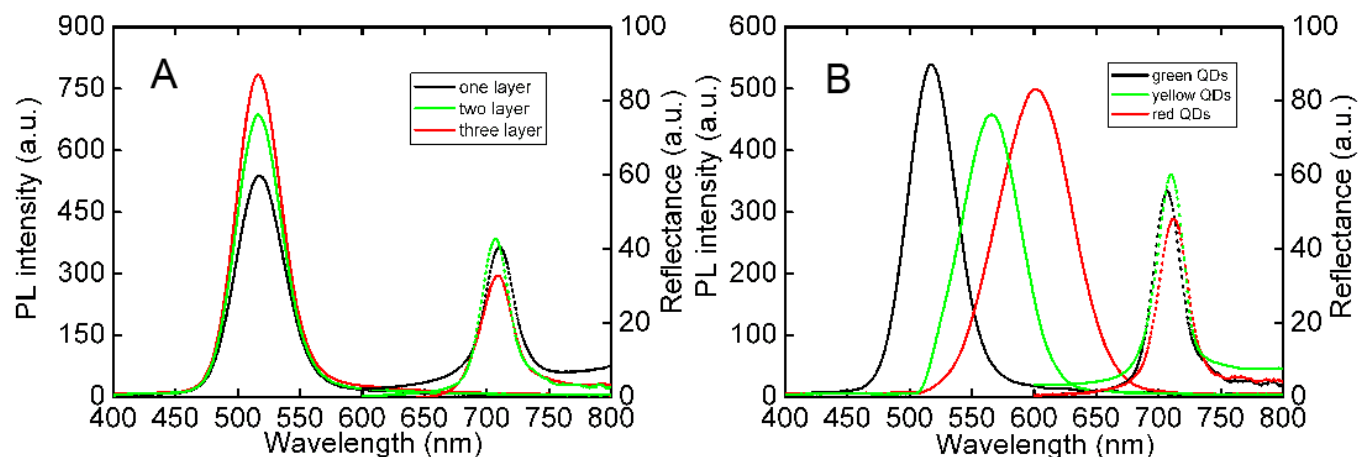 A
PL intensity (a.u.)
900
750
600
450
300
150
0
one layer
two layer
three layer
100
80
60
40
20
0
Reflectance (a.u.)
400 450 500 550 600 650 700 750 800
Wavelength (nm)
B
PL intensity (a.u.)
600
500
400
300
200
100
0
green QDs
yellow QDs
red QDs
100
80
60
40
20
0
Reflectance (a.u.)
400 450 500 550 600 650 700 750 800
Wavelength (nm)